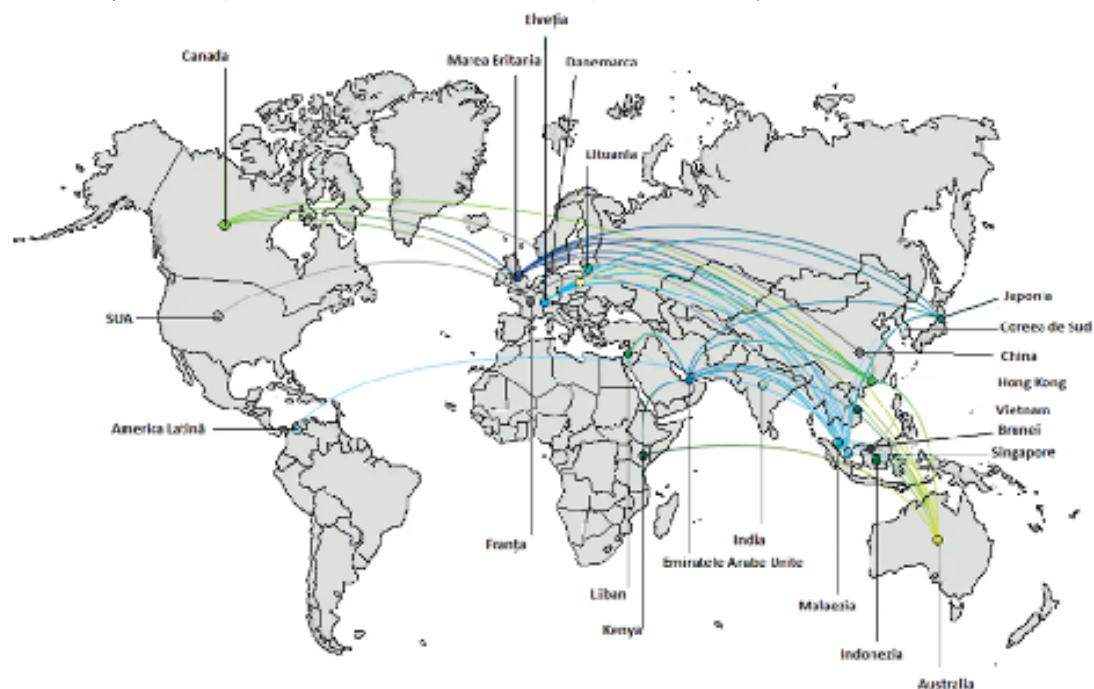 Elveția
Canada
Marea Britania
Danemarca
Lituania
Japonia
SUA
Coreea de Sud
China
Hong Kong
Vietnam
America Latină
Brunei
Singapore
Franța
India
Emiratele Arabe Unite
Liban
Malaezia
Kenya
Indonezia
Australia